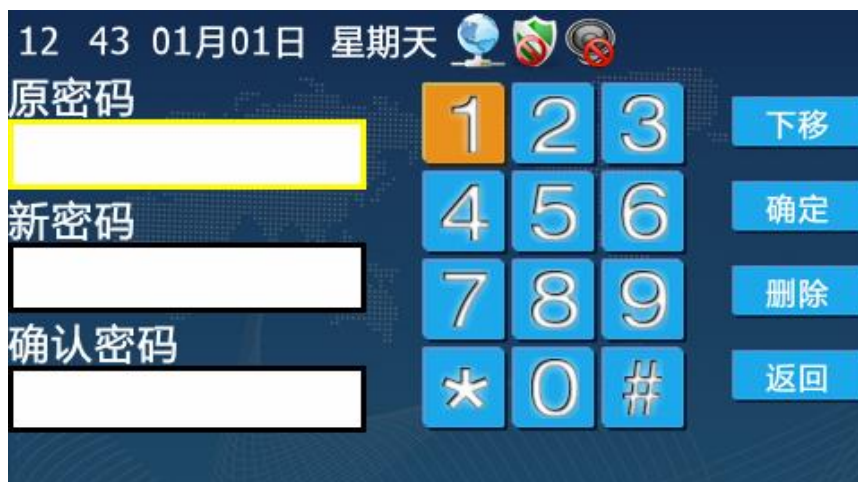 12 43 01月01日 星期天
原密码
新密码
确认密码
1 2 3
4 5 6
7 8 9
* 0 #
下移
确定
删除
返回